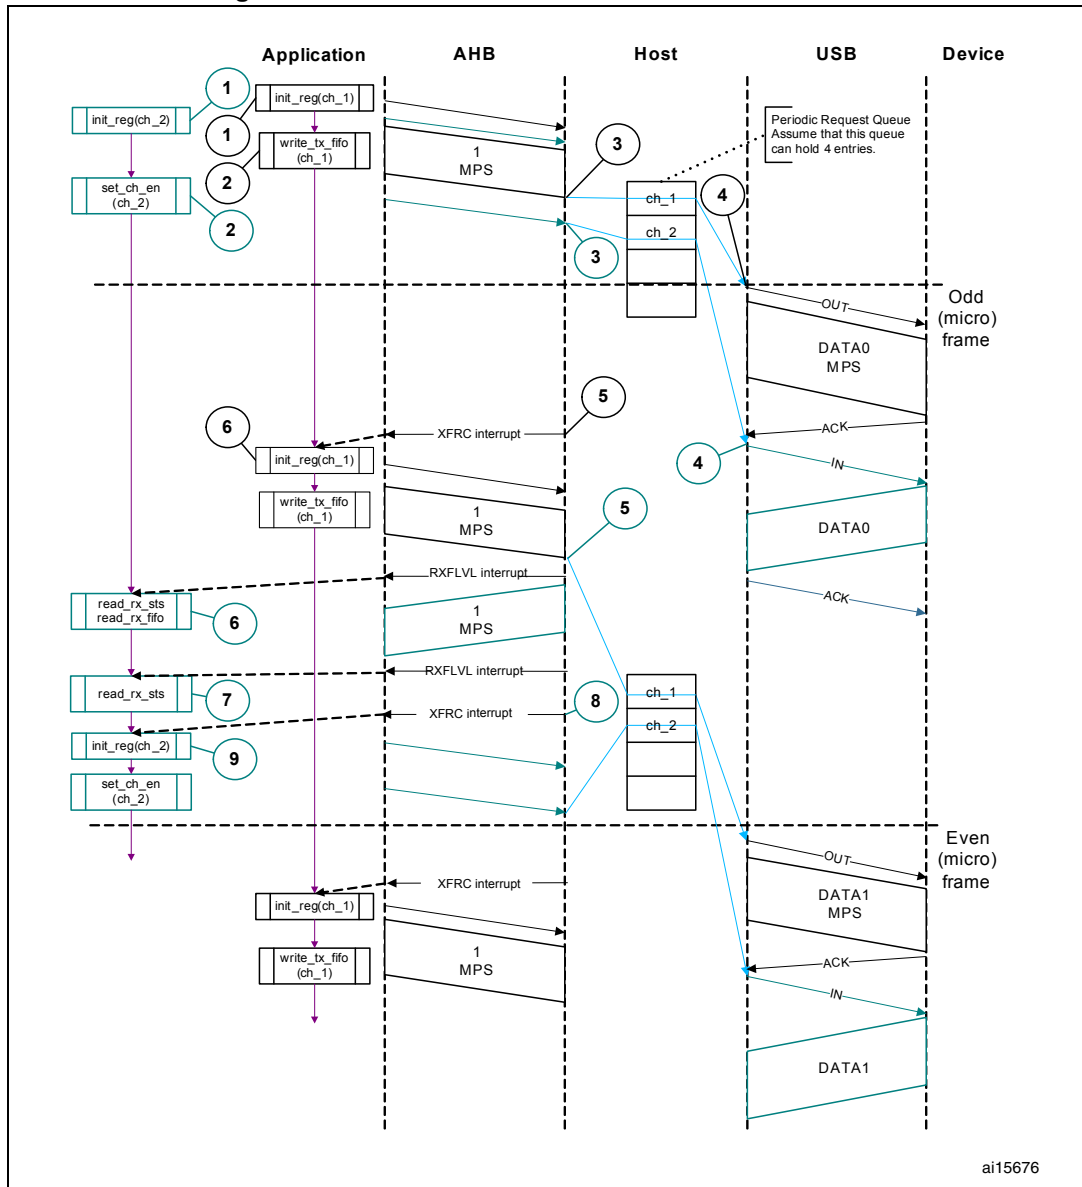 Application
AHB
Host
USB
Device
1
init_reg(ch_2)
init_reg(ch_1)
1
write_tx_fifo
(ch_1)
2
1
MPS
3
Periodic Request Queue
Assume that this queue
can hold 4 entries.
4
set_ch_en
(ch_2)
2
ch_1
ch_2
3
Odd
(micro)
frame
OUT
DATA0
MPS
ACK
5
XFRC interrupt
6
init_reg(ch_1)
4
IN
write_tx_fifo
(ch_1)
1
MPS
5
DATA0
RXFLVL interrupt
ACK
read_rx_sts
read_rx_fifo
6
1
MPS
RXFLVL interrupt
read_rx_sts
7
8
ch_1
ch_2
XFRC interrupt
init_reg(ch_2)
9
set_ch_en
(ch_2)
Even
(micro)
frame
OUT
XFRC interrupt
DATA1
MPS
init_reg(ch_1)
write_tx_fifo
(ch_1)
1
MPS
ACK
IN
DATA1
ai15676